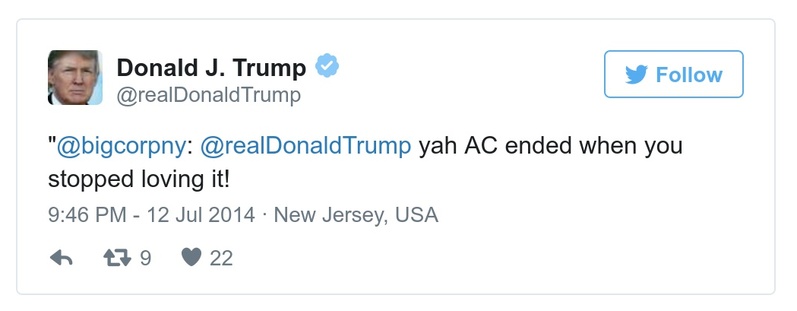 Donald J. Trump
@realDonaldTrump
Follow
"@bigcorpny: @realDonaldTrump yah AC ended when you
stopped loving it!
9:46 PM - 12 Jul 2014 · New Jersey, USA
9 22